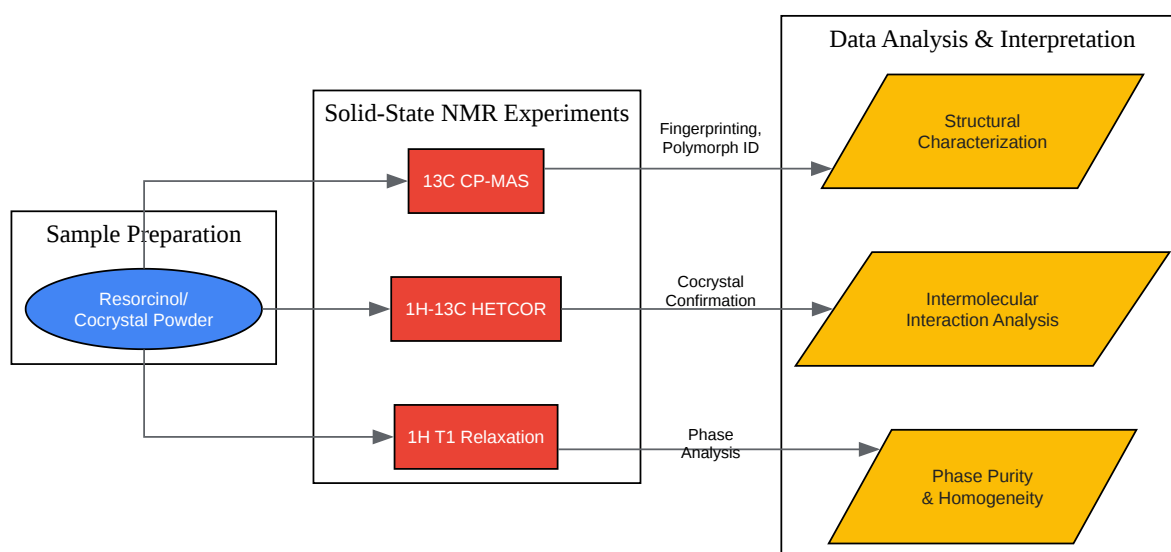 Data Analysis & Interpretation
Solid-State NMR Experiments
Sample Preparation
Resorcinol/
Cocrystal Powder
13C CP-MAS
Fingerprinting,
Polymorph ID
Structural
Characterization
1H-13C HETCOR
Cocrystal
Confirmation
Intermolecular
Interaction Analysis
1H T1 Relaxation
Phase
Analysis
Phase Purity
& Homogeneity